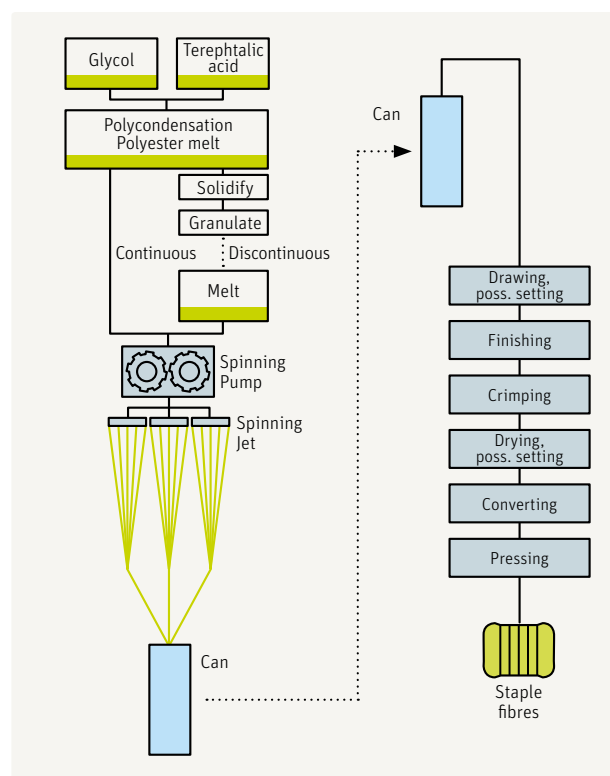 Glycol
Terephtalic
acid
Polycondensation
Polyester melt
Solidify
Granulate
Continuous
Discontinuous
Melt
Spinning
Pump
Spinning
Jet
Can
Can
Drawing,
poss. setting
Finishing
Crimping
Drying,
poss. setting
Converting
Pressing
Staple
fibres